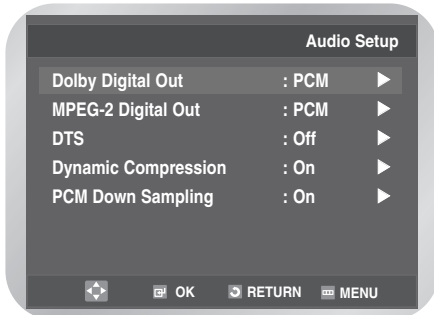 Audio Setup
Dolby Digital Out : PCM
MPEG-2 Digital Out : PCM
DTS : Off
Dynamic Compression : On
PCM Down Sampling : On
OK RETURN MENU